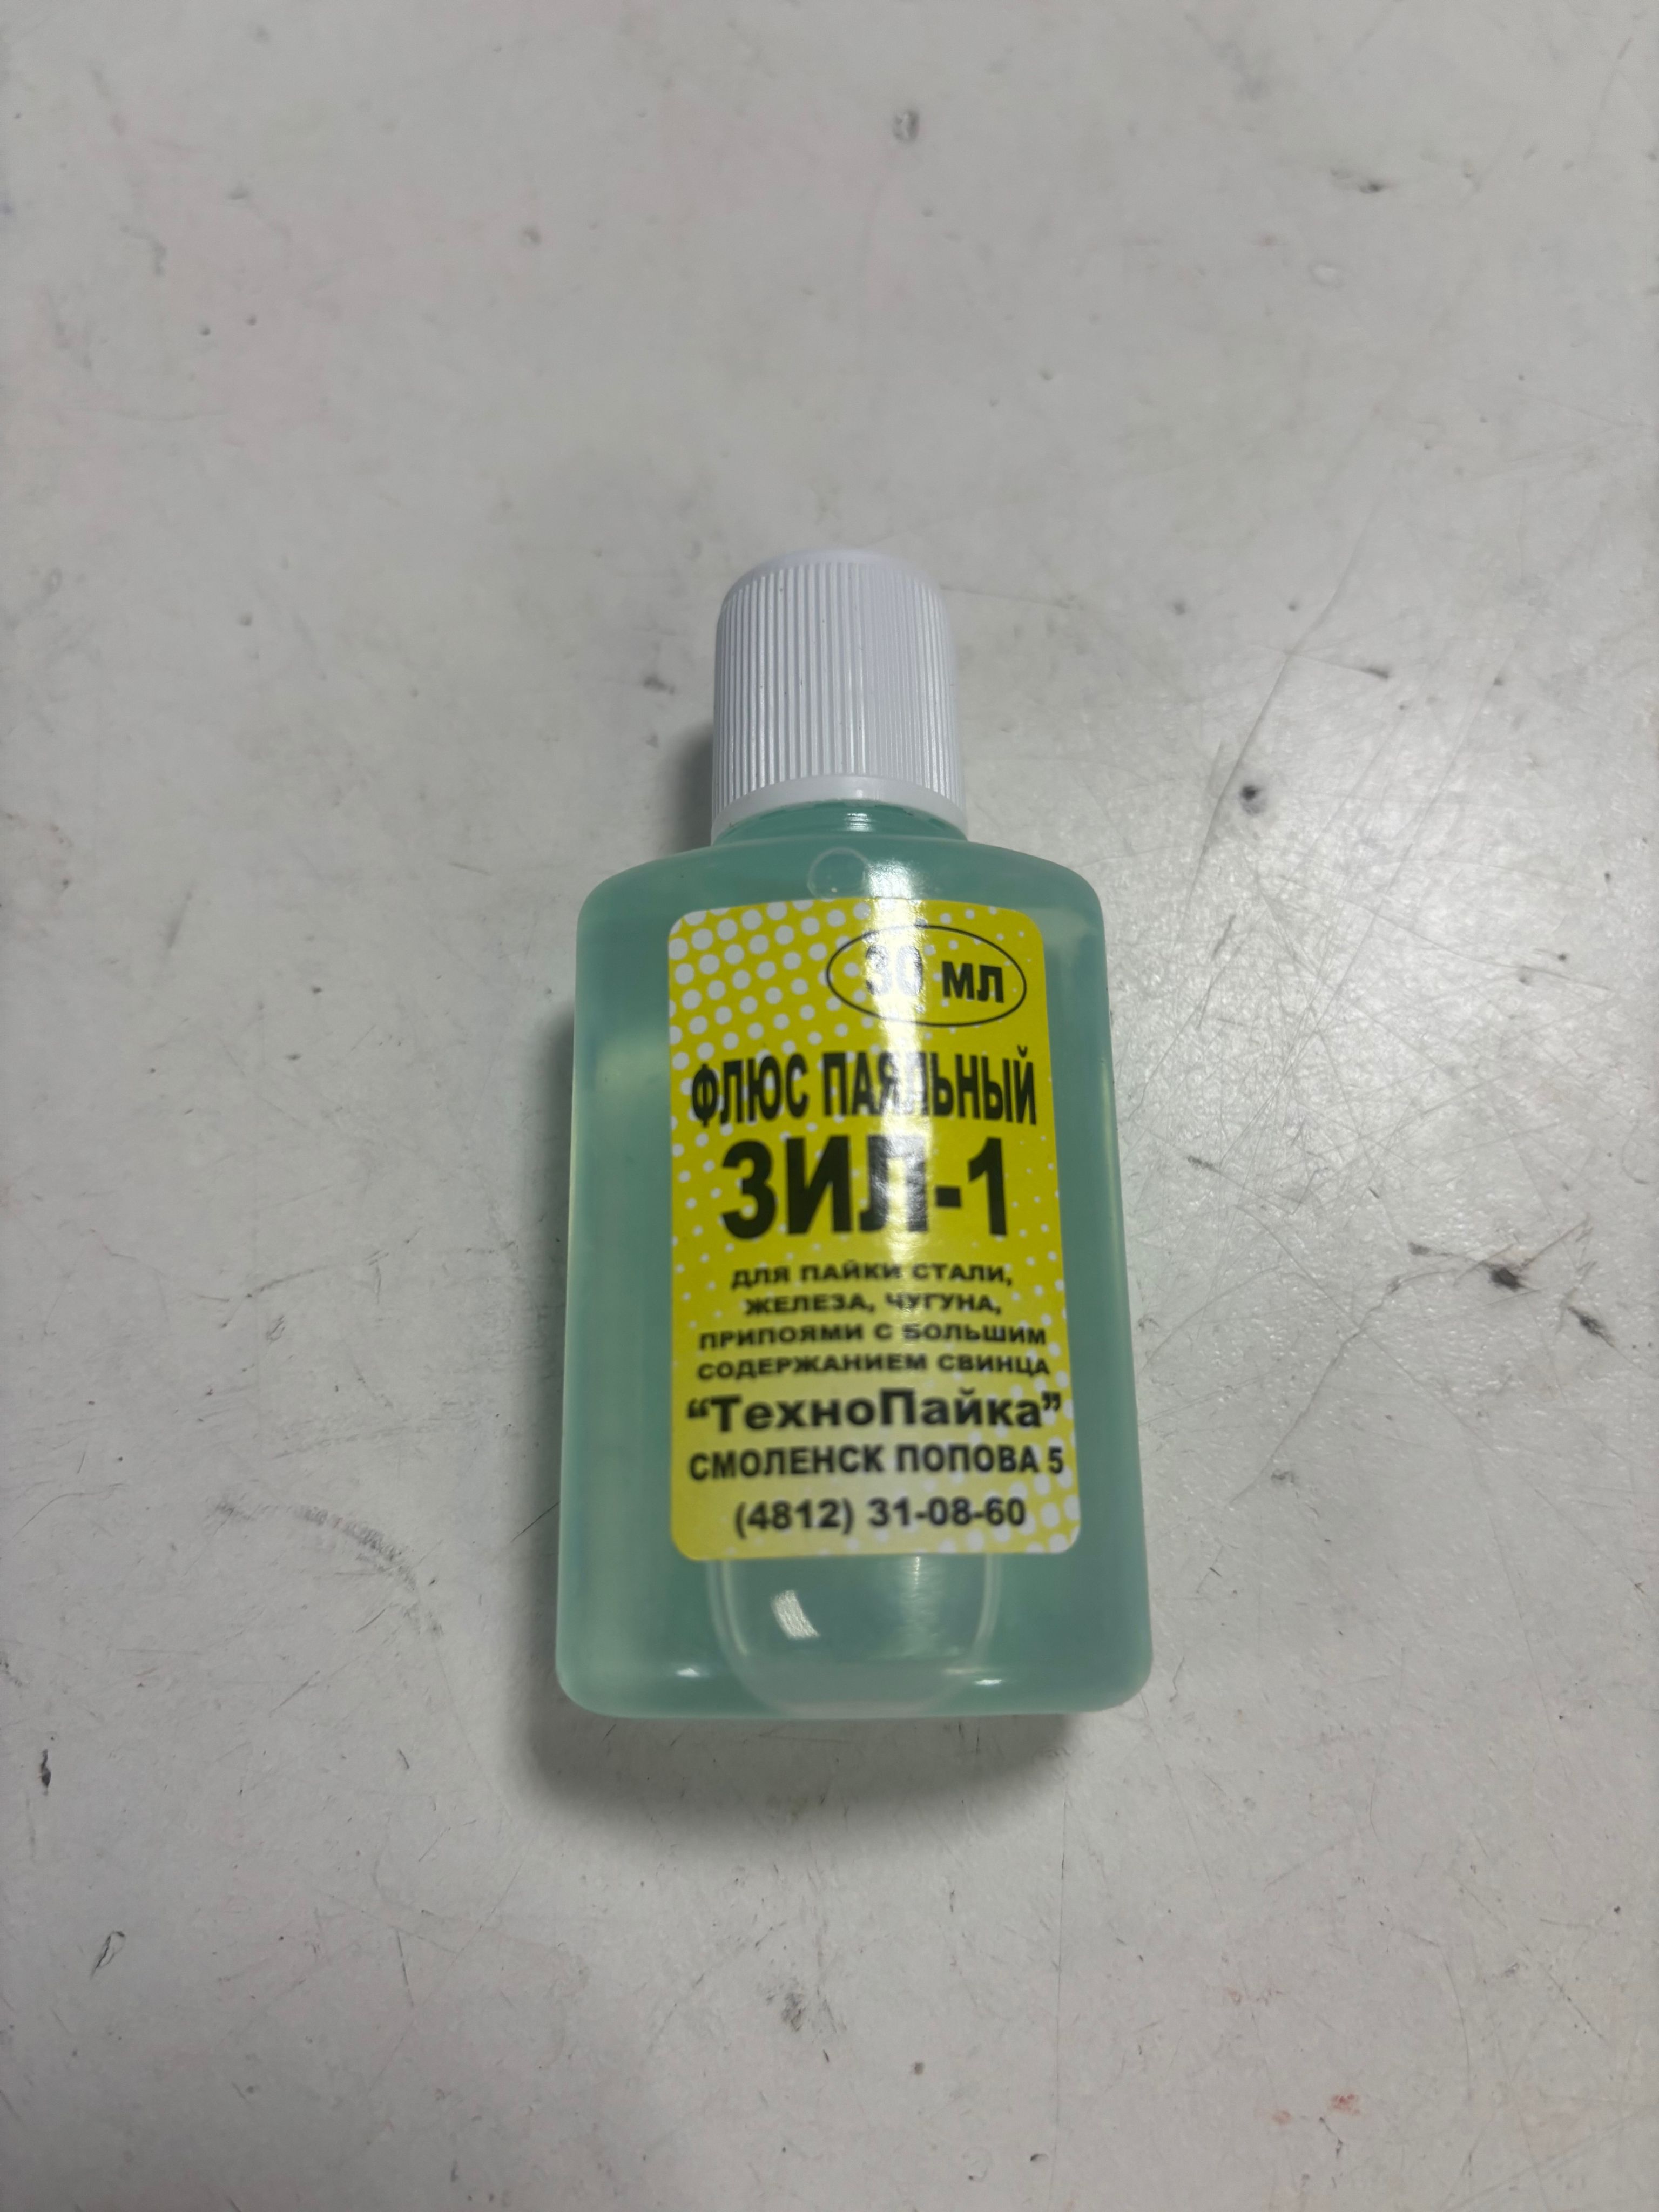 30 МЛ
ФЛЮС ПАЯЛЬНЫЙ
ЗИЛ-1
ДЛЯ ПАЙКИ СТАЛИ,
ЖЕЛЕЗА, ЧУГУНА,
ПРИПОЯМИ С БОЛЬШИМ
СОДЕРЖАНИЕМ СВИНЦА
“ТехноПайка”
СМОЛЕНСК ПОПОВА 5
(4812) 31-08-60